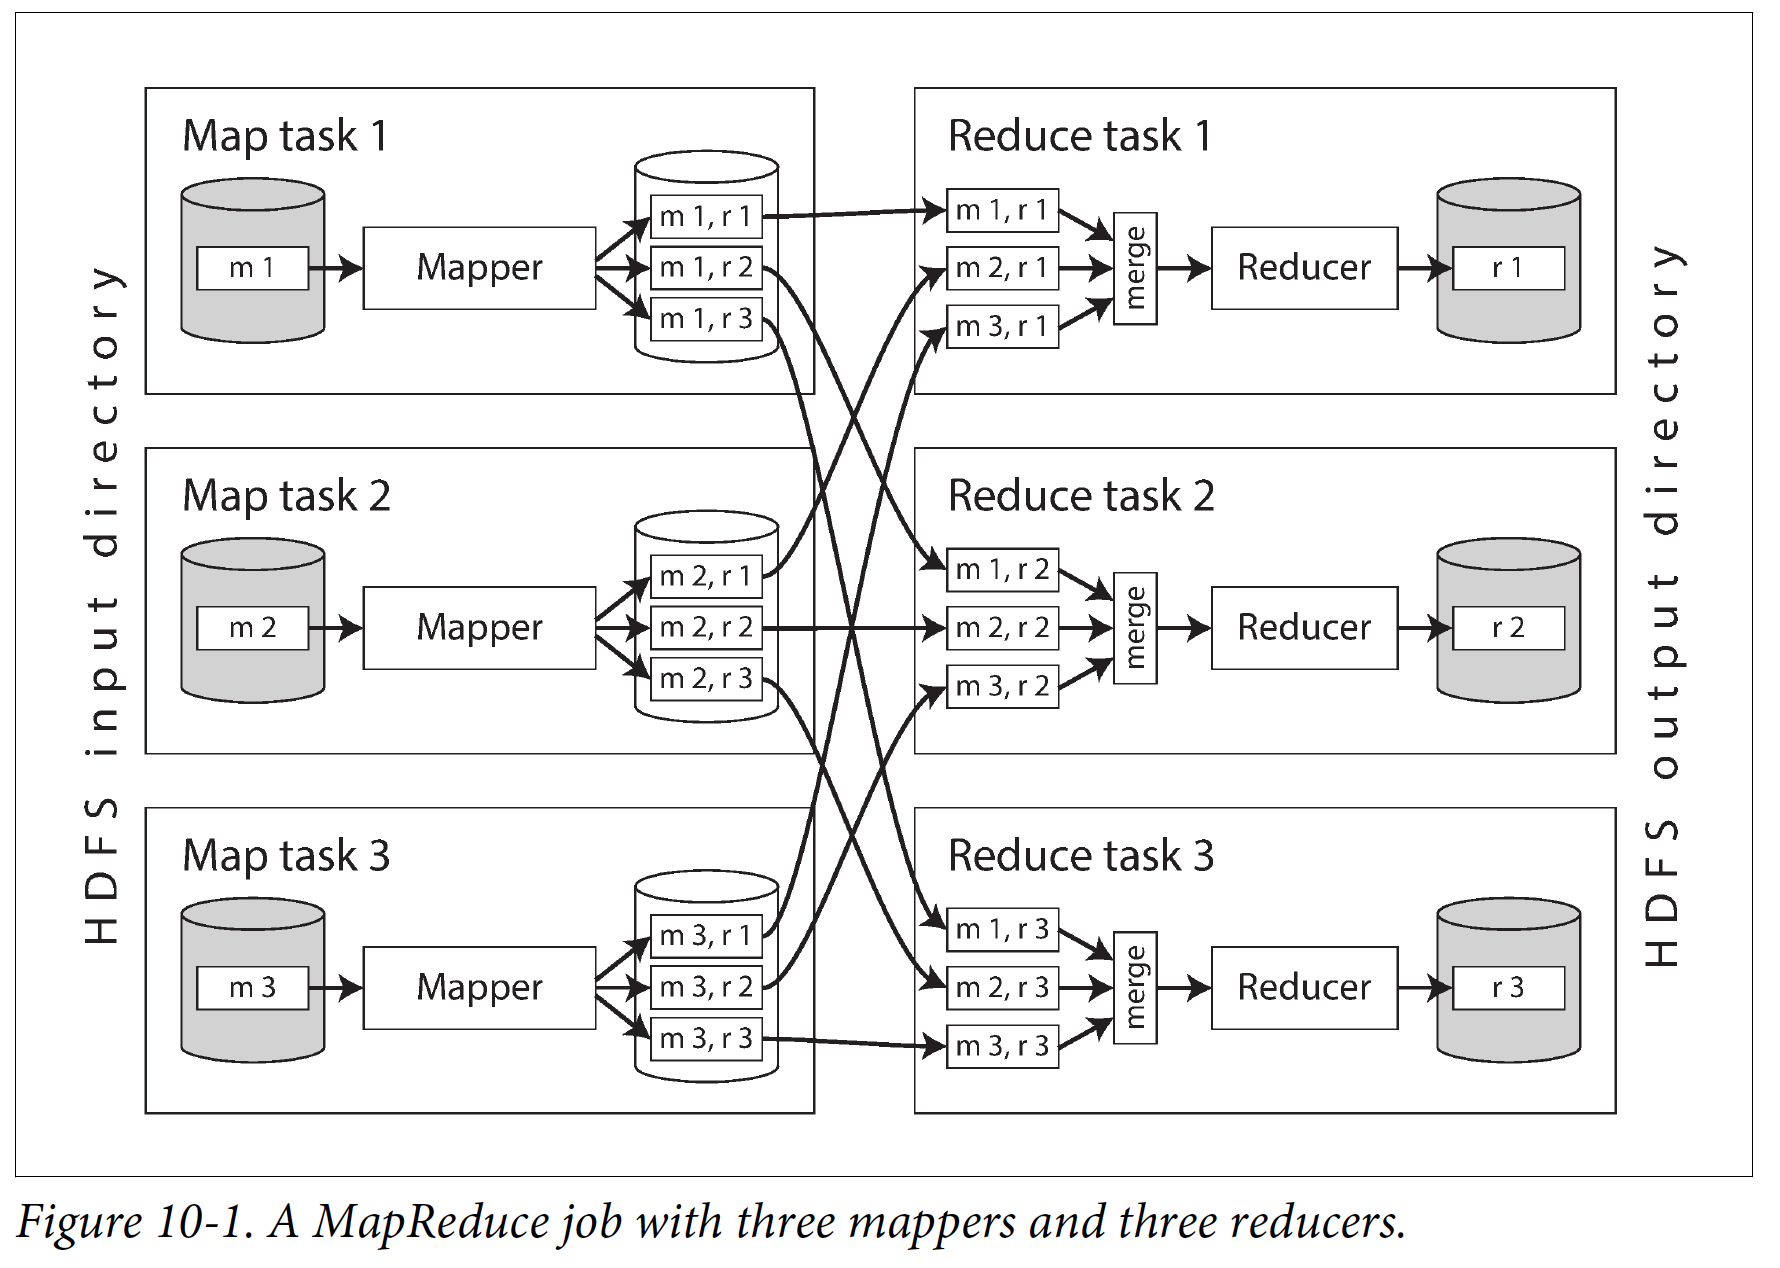 HDFS input directory
Map task 1
m 1
Mapper
m 1, r 1
m 1, r 2
m 1, r 3
Map task 2
m 2
Mapper
m 2, r 1
m 2, r 2
m 2, r 3
Map task 3
m 3
Mapper
m 3, r 1
m 3, r 2
m 3, r 3
Reduce task 1
m 1, r 1
m 2, r 1
m 3, r 1
merge
Reducer
r 1
Reduce task 2
m 1, r 2
m 2, r 2
m 3, r 2
merge
Reducer
r 2
Reduce task 3
m 1, r 3
m 2, r 3
m 3, r 3
merge
Reducer
r 3
HDFS output directory
Figure 10-1. A MapReduce job with three mappers and three reducers.